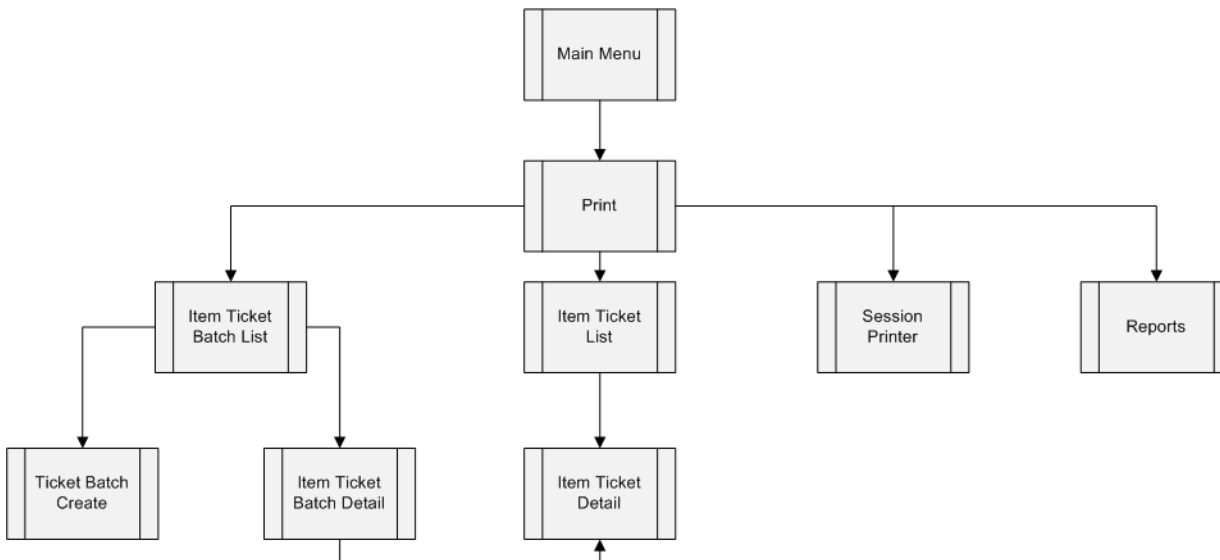 Main Menu
Print
Item Ticket
Batch List
Item Ticket
List
Session
Printer
Reports
Ticket Batch
Create
Item Ticket
Batch Detail
Item Ticket
Detail